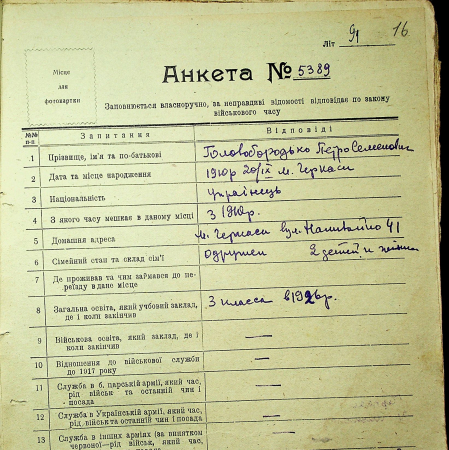 16
Літ 91
Місце
для
фотокартки
Анкета № 5389
Заповнюється власноручно, за неправдиві відомості відповідає по закону
військового часу
№№ п-п Запитання Відповіді
1 Прізвище, ім'я та по-батькові Головобородько Петро Семенович
2 Дата та місце народження 1910р 20/IX м. Черкаси
3 Національність українець
4 З якого часу мешкає в даному місці З 1910р.
5 Домашня адреса м. Черкаси вул. Наливайко 41
6 Сімейний стан та склад сім'ї Одружен 2 детей и жінка
7 Де проживав та чим займався до пе-
реїзду в дане місце
8 Загальна освіта, який учбовий заклад,
де і коли закінчив 3 класса в 1926р.
9 Військова освіта, який заклад, де і
коли закінчив —
10 Відношення до військової служби
до 1917 року —
11 Служба в б. царській армії, який час,
рід військ та останній чин і
посада —
12 Служба в Українській армії, який час,
рід військ та останній чин і посада —
13 Служба в інших арміях (за винятком
червоної—рід військ, який час, —